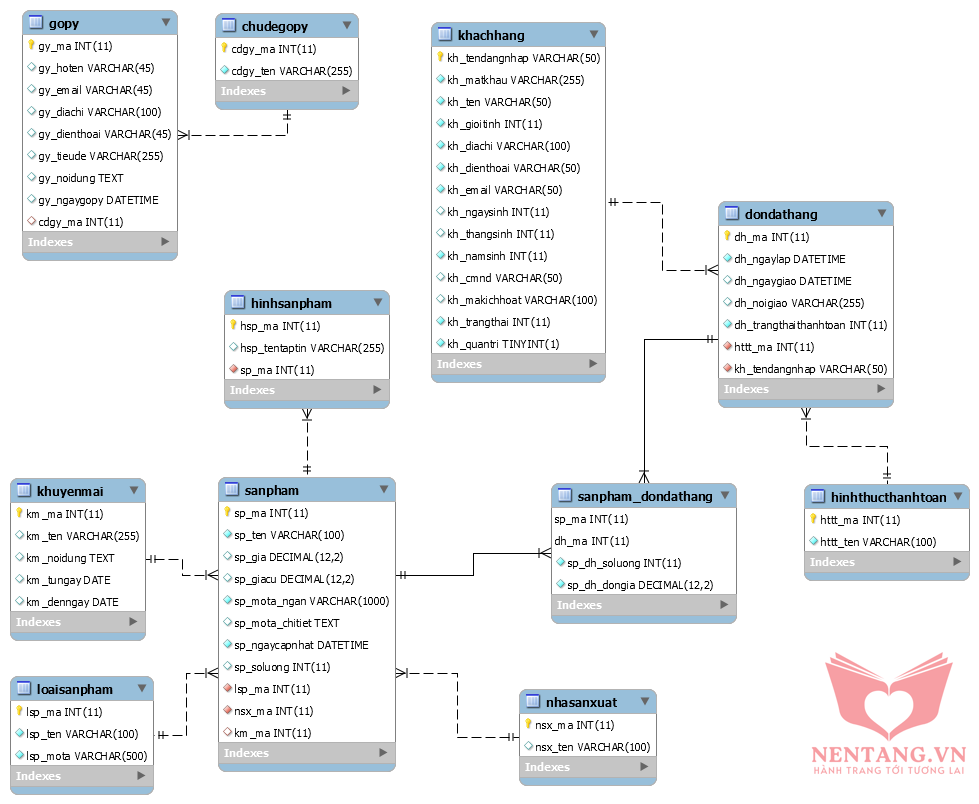 gopy
gy_ma INT(11)
gy_hoten VARCHAR(45)
gy_email VARCHAR(45)
gy_diachi VARCHAR(100)
gy_dienthoai VARCHAR(45)
gy_tieude VARCHAR(255)
gy_noidung TEXT
gy_ngaygopy DATETIME
cdgy_ma INT(11)
Indexes
chudegopy
cdgy_ma INT(11)
cdgy_ten VARCHAR(255)
Indexes
khachhang
kh_tendangnhap VARCHAR(50)
kh_matkhau VARCHAR(255)
kh_ten VARCHAR(50)
kh_gioitinh INT(11)
kh_diachi VARCHAR(100)
kh_dienthoai VARCHAR(50)
kh_email VARCHAR(50)
kh_ngaysinh INT(11)
kh_thangsinh INT(11)
kh_namsinh INT(11)
kh_cmnd VARCHAR(50)
kh_makichhoat VARCHAR(100)
kh_trangthai INT(11)
kh_quantri TINYINT(1)
Indexes
dondathang
dh_ma INT(11)
dh_ngaylap DATETIME
dh_ngaygiao DATETIME
dh_noigiao VARCHAR(255)
dh_trangthaithanhtoan INT(11)
httt_ma INT(11)
kh_tendangnhap VARCHAR(50)
Indexes
hinhsanpham
hsp_ma INT(11)
hsp_tentaptin VARCHAR(255)
sp_ma INT(11)
Indexes
khuyenmai
km_ma INT(11)
km_ten VARCHAR(255)
km_noidung TEXT
km_tungay DATE
km_denngay DATE
Indexes
sanpham
sp_ma INT(11)
sp_ten VARCHAR(100)
sp_gia DECIMAL(12,2)
sp_giacu DECIMAL(12,2)
sp_mota_ngan VARCHAR(1000)
sp_mota_chitiet TEXT
sp_ngaycapnhat DATETIME
sp_soluong INT(11)
lsp_ma INT(11)
nsx_ma INT(11)
km_ma INT(11)
Indexes
sanpham_dondathang
sp_ma INT(11)
dh_ma INT(11)
sp_dh_soluong INT(11)
sp_dh_dongia DECIMAL(12,2)
Indexes
hinhthucthanhtoan
httt_ma INT(11)
httt_ten VARCHAR(100)
Indexes
loaisanpham
lsp_ma INT(11)
lsp_ten VARCHAR(100)
lsp_mota VARCHAR(500)
Indexes
nhasanxuat
nsx_ma INT(11)
nsx_ten VARCHAR(100)
Indexes
NENTANG.VN
HÀNH TRANG TỚI TƯƠNG LAI